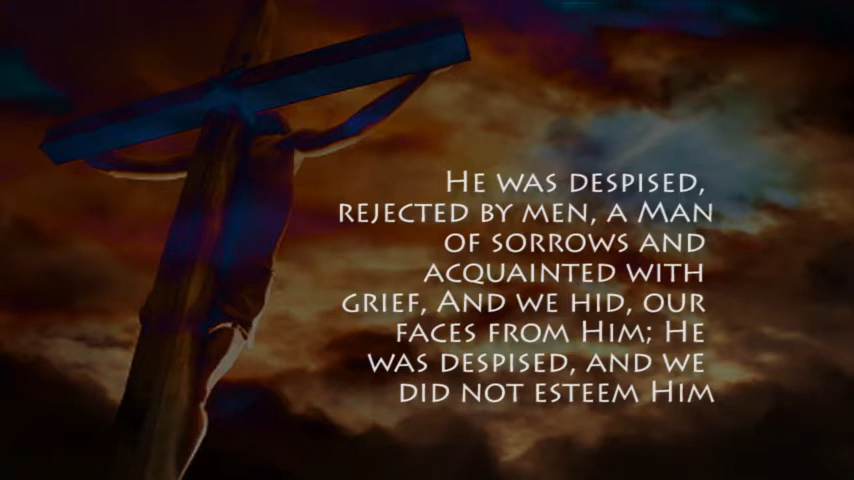 He was despised,
rejected by men, a Man
of sorrows and
acquainted with
grief, And we hid, our
faces from Him; He
was despised, and we
did not esteem Him